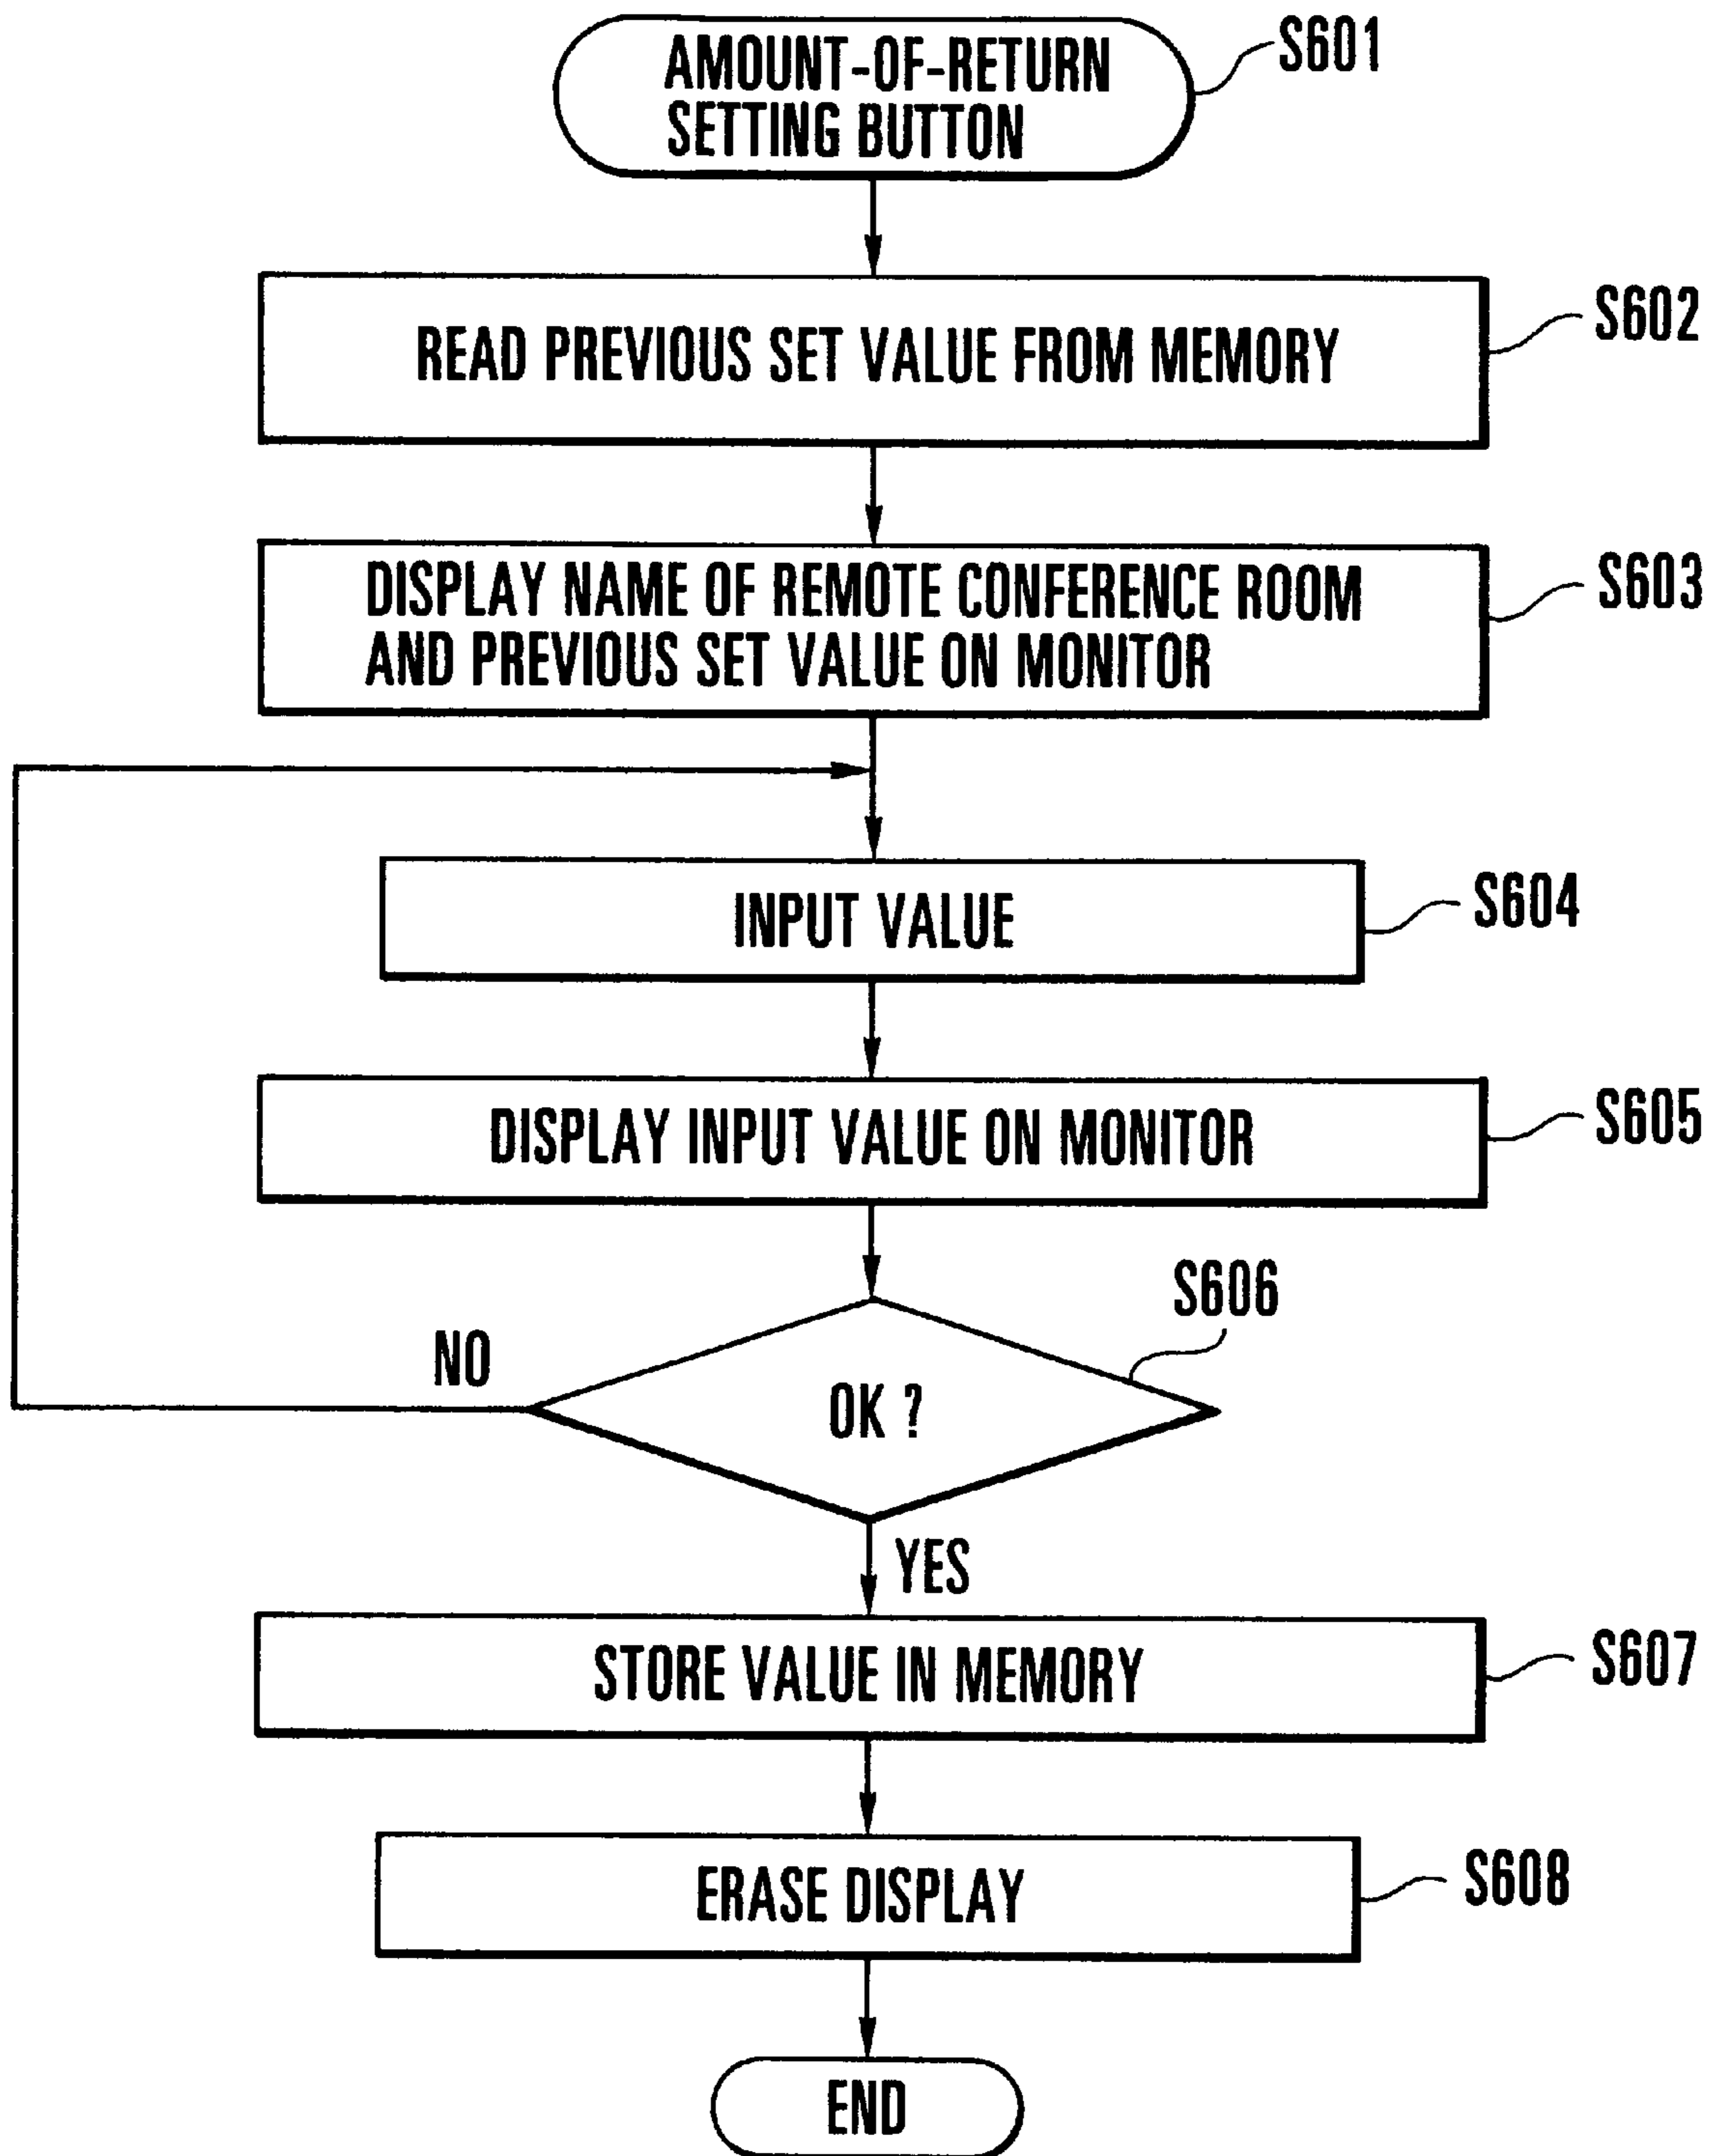 AMOUNT-OF-RETURN
SETTING BUTTON
S601
READ PREVIOUS SET VALUE FROM MEMORY
S602
DISPLAY NAME OF REMOTE CONFERENCE ROOM
AND PREVIOUS SET VALUE ON MONITOR
S603
INPUT VALUE
S604
DISPLAY INPUT VALUE ON MONITOR
S605
S606
NO
OK ?
YES
STORE VALUE IN MEMORY
S607
ERASE DISPLAY
S608
END